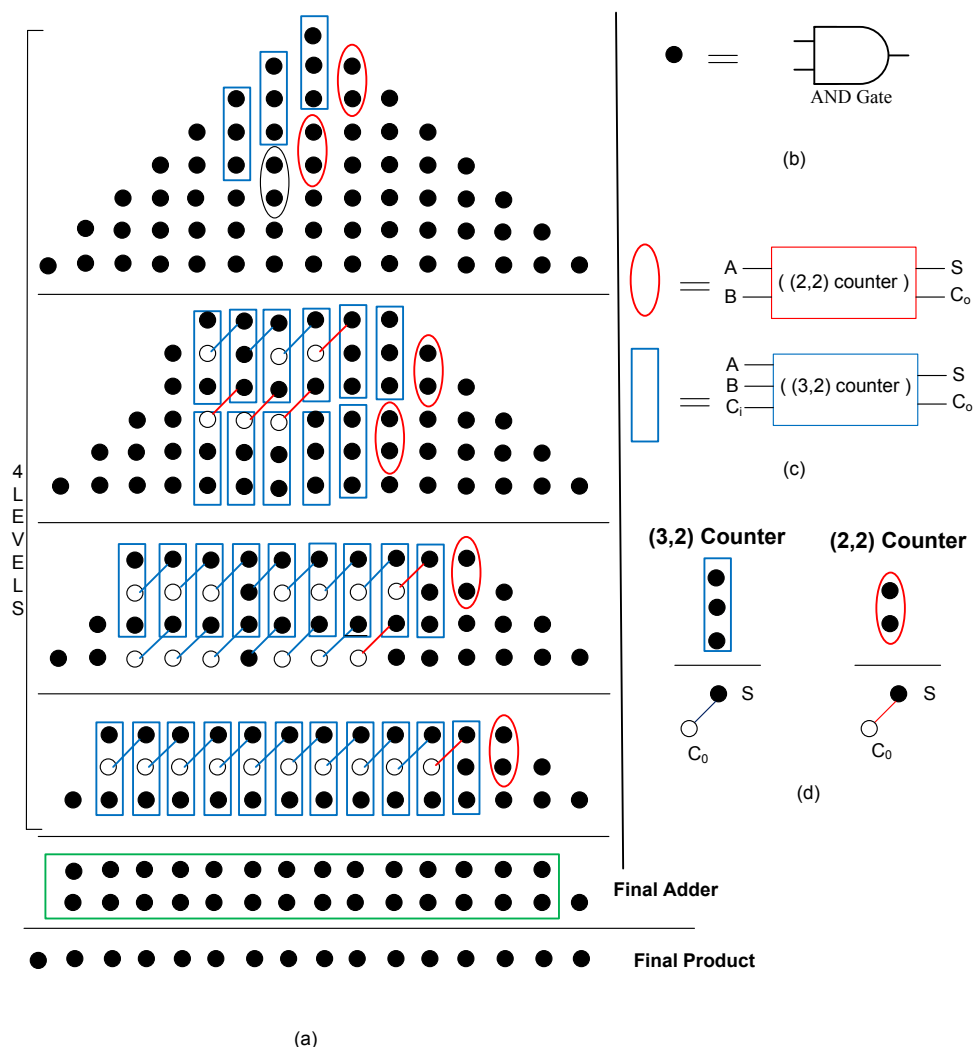 4 LEVELS
Final Adder
Final Product
(a)
AND Gate
(b)
A
B
( (2,2) counter )
S
Co
A
B
Ci
( (3,2) counter )
S
Co
(c)
(3,2) Counter
(2,2) Counter
S
C0
S
C0
(d)